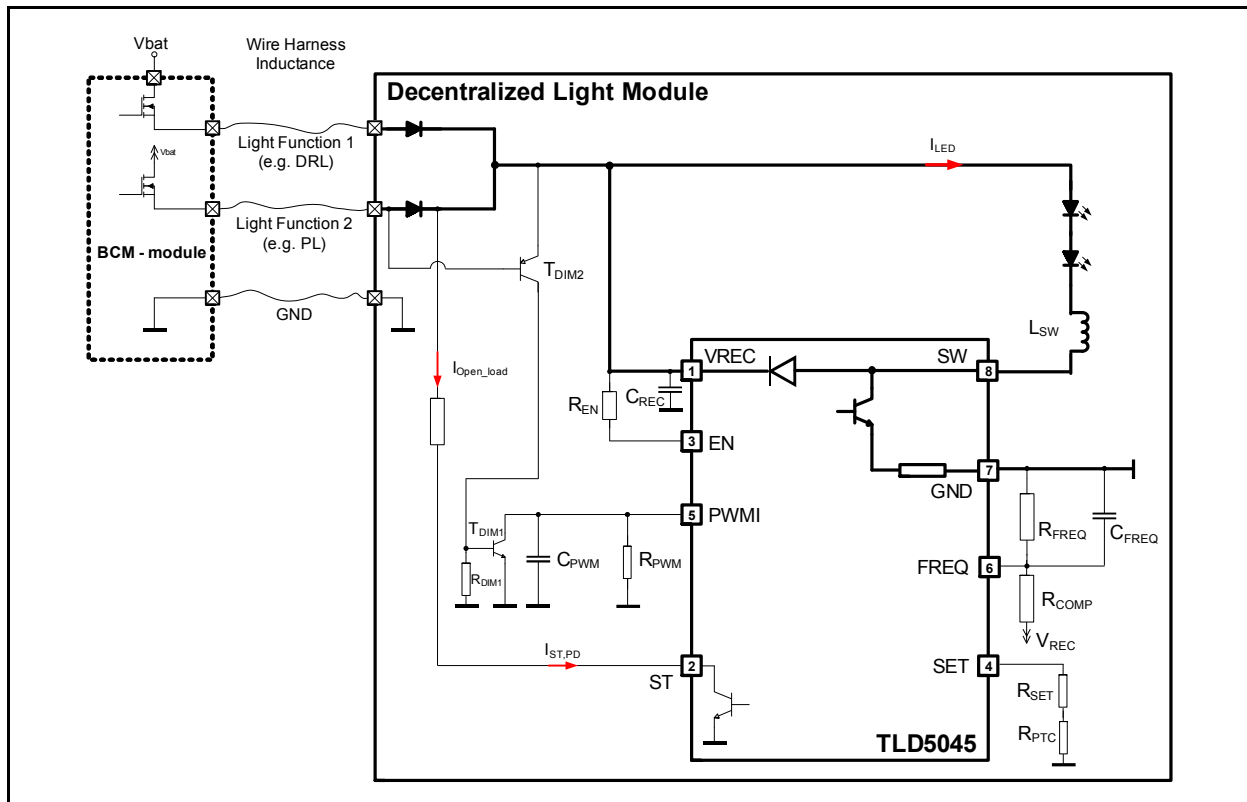 Vbat
Wire Harness
Inductance
Decentralized Light Module
Light Function 1
(e.g. DRL)
Vbat
Light Function 2
(e.g. PL)
BCM - module
GND
ILED
TDIM2
LSW
IOpen_load
VREC
SW
1
8
REN
CREC
3
EN
7
GND
5
PWMI
TDIM1
CPWM
RPWM
RDIM1
RFREQ
CFREQ
FREQ
6
RCOMP
VREC
IST,PD
2
ST
SET
4
RSET
RPTC
TLD5045